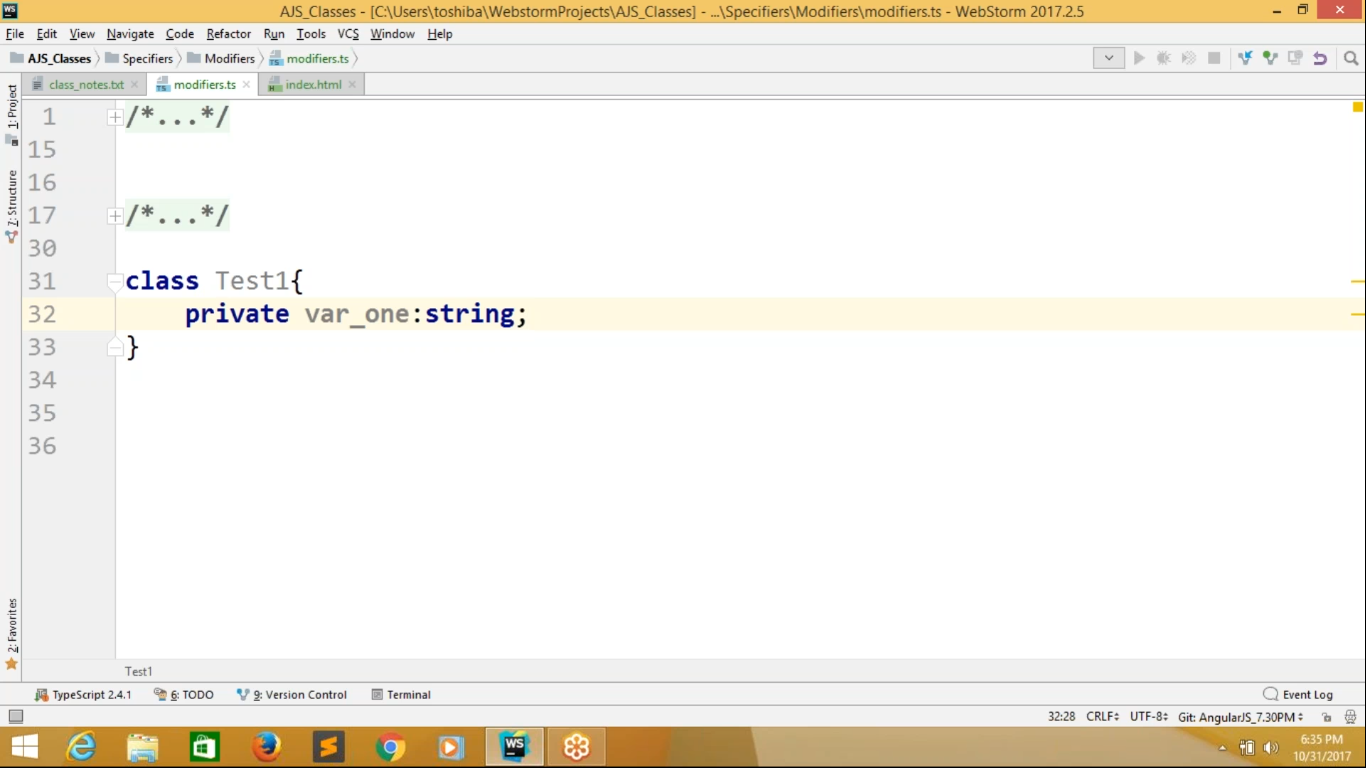 WS AJS_Classes - [C:\Users\toshiba\WebstormProjects\AJS_Classes] - ...\Specifiers\Modifiers\modifiers.ts - WebStorm 2017.2.5
File Edit View Navigate Code Refactor Run Tools VCS Window Help
AJS_Classes Specifiers Modifiers modifiers.ts
class_notes.txt modifiers.ts index.html
1: Project
Z: Structure
2: Favorites
1 /*...*/
15
16
17 /*...*/
30
31 class Test1{
32 private var_one:string;
33 }
34
35
36
Test1
TypeScript 2.4.1 6: TODO 9: Version Control Terminal Event Log
32:28 CRLF UTF-8 Git: AngularJS_7.30PM
WS
6:35 PM
10/31/2017